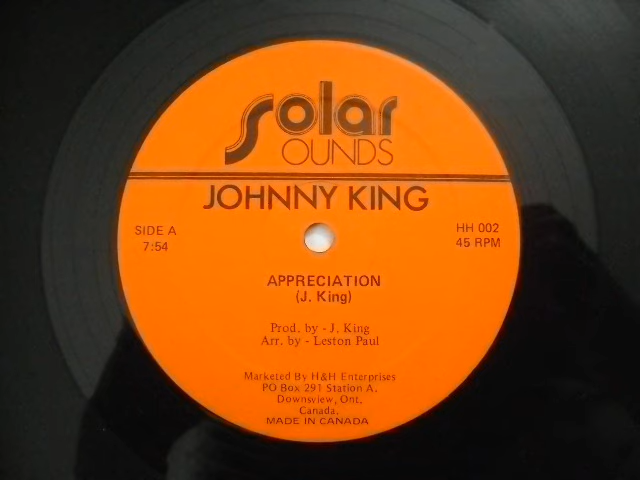 Solar
OUNDS
JOHNNY KING
SIDE A
7:54
HH 002
45 RPM
APPRECIATION
(J. King)
Prod. by - J. King
Arr. by - Leston Paul
Marketed By H&H Enterprises
PO Box 291 Station A.
Downsview, Ont.
Canada.
MADE IN CANADA